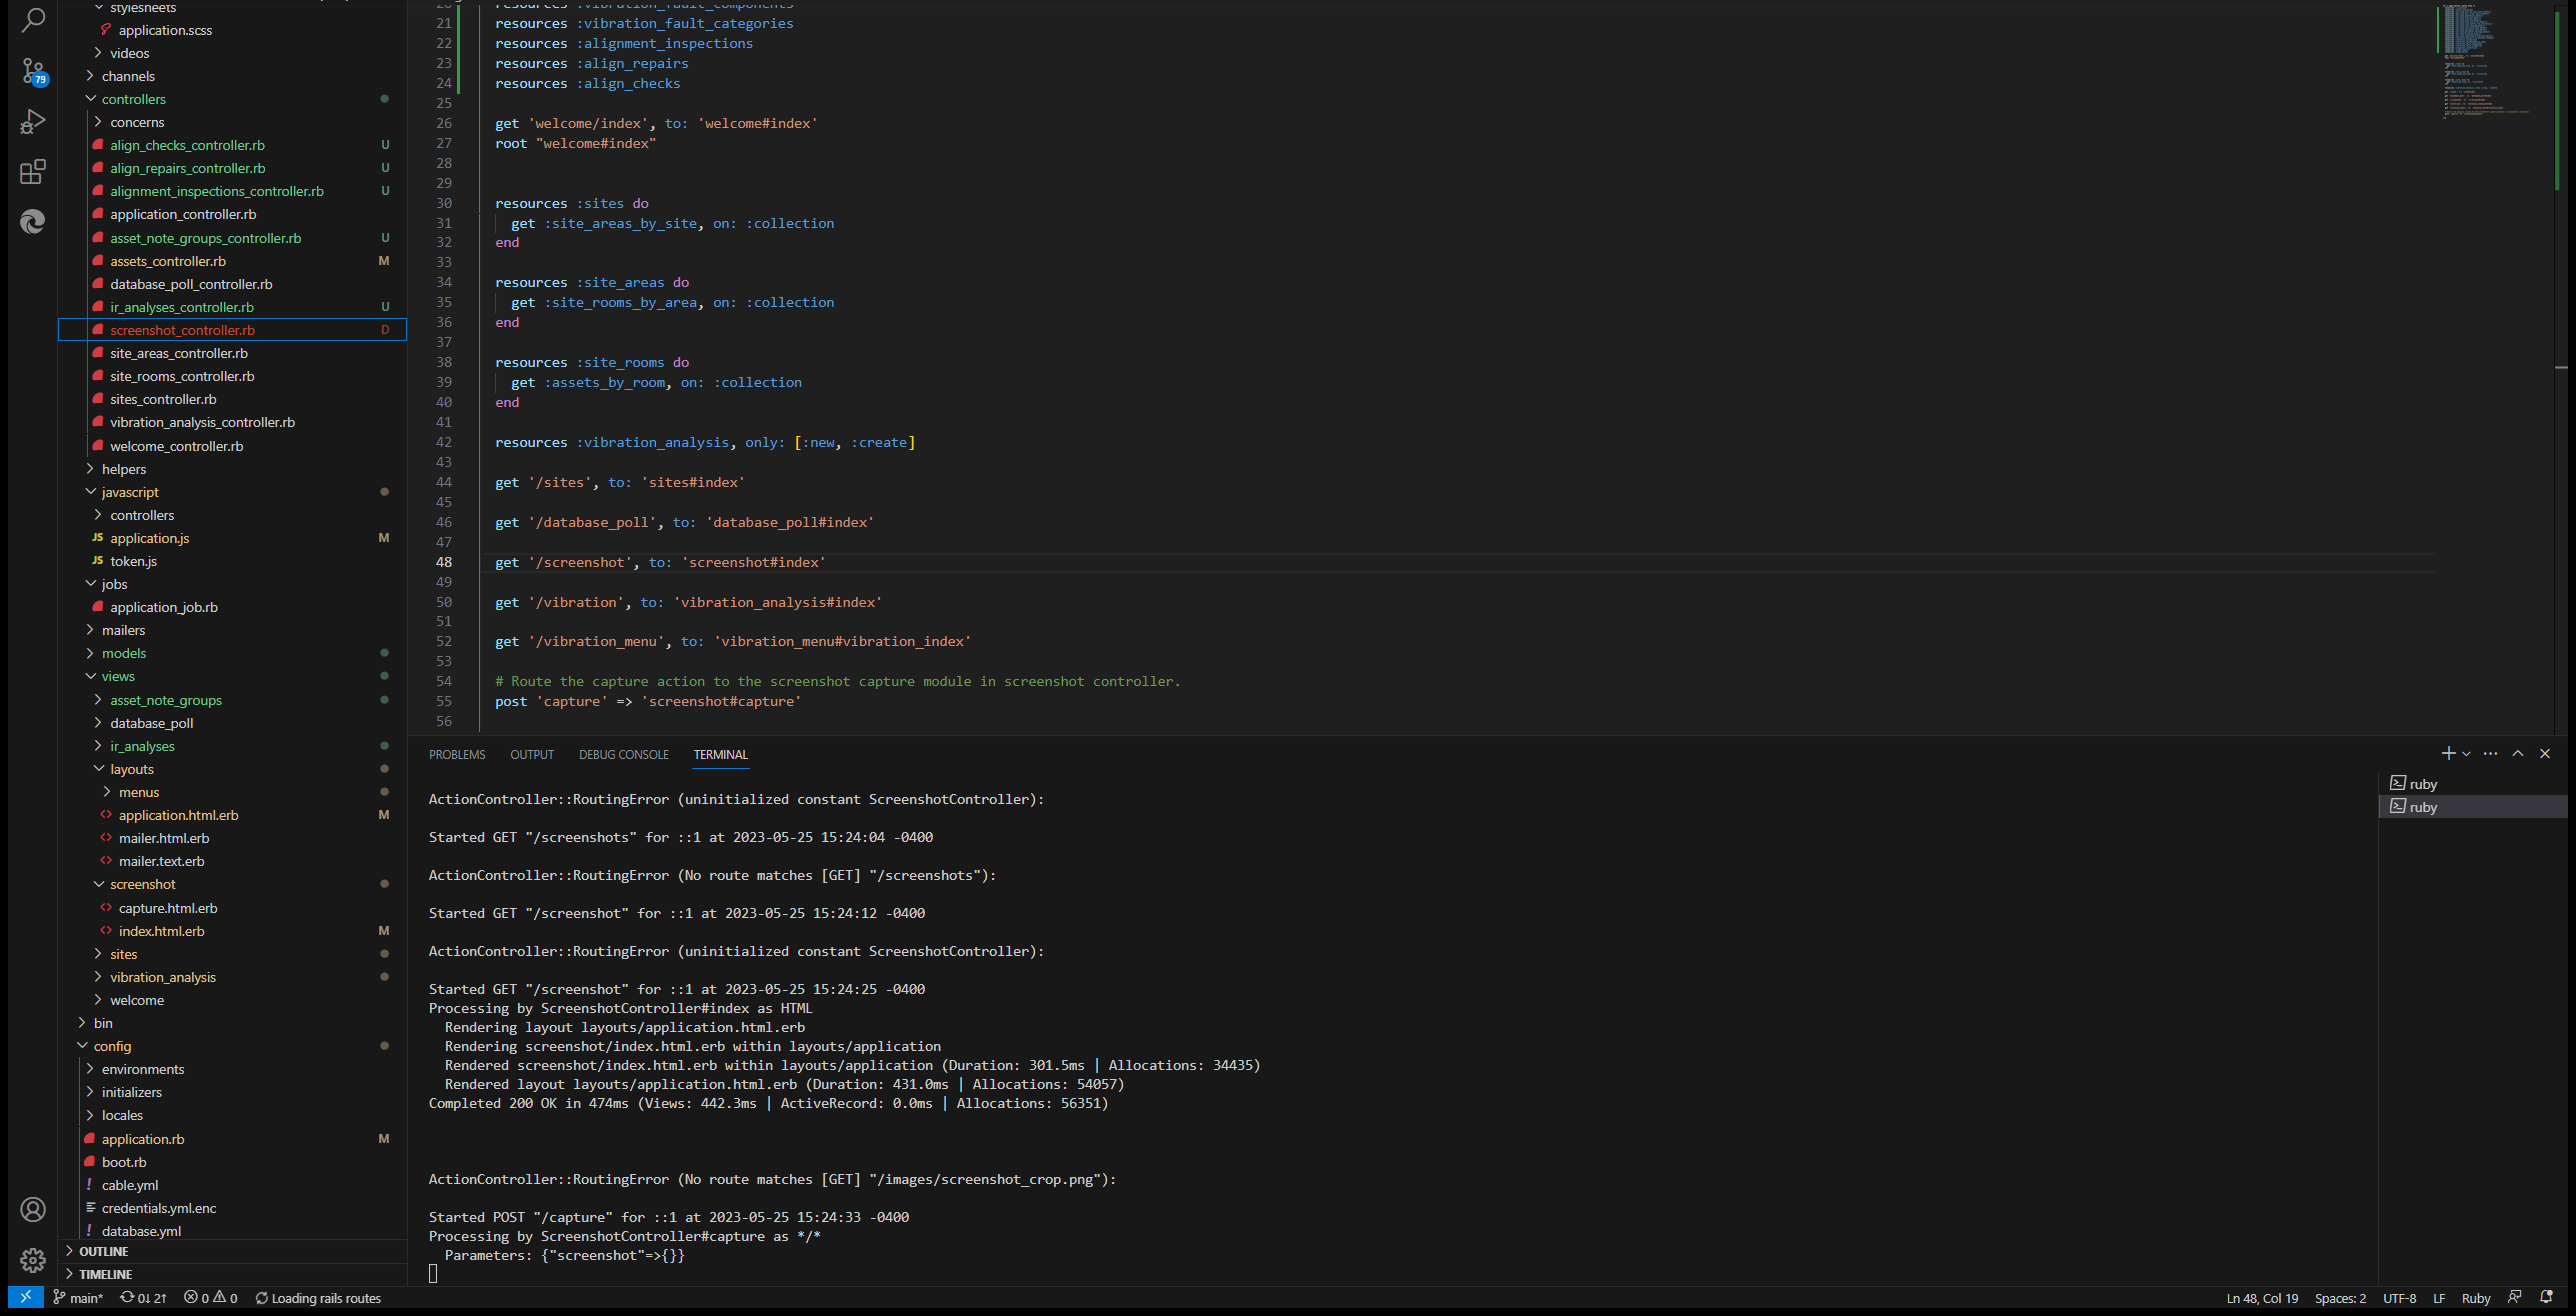 stylesheets
application.scss
videos
channels
controllers
concerns
align_checks_controller.rb U
align_repairs_controller.rb U
alignment_inspections_controller.rb U
application_controller.rb
asset_note_groups_controller.rb U
assets_controller.rb M
database_poll_controller.rb
ir_analyses_controller.rb U
screenshot_controller.rb D
site_areas_controller.rb
site_rooms_controller.rb
sites_controller.rb
vibration_analysis_controller.rb
welcome_controller.rb
helpers
javascript
controllers
JS application.js M
JS token.js
jobs
application_job.rb
mailers
models
views
asset_note_groups
database_poll
ir_analyses
layouts
menus
application.html.erb M
mailer.html.erb
mailer.text.erb
screenshot
capture.html.erb
index.html.erb M
sites
vibration_analysis
welcome
bin
config
environments
initializers
locales
application.rb M
boot.rb
! cable.yml
credentials.yml.enc
! database.yml
OUTLINE
TIMELINE
79
20 resources :vibration_fault_components
21 resources :vibration_fault_categories
22 resources :alignment_inspections
23 resources :align_repairs
24 resources :align_checks
25
26 get 'welcome/index', to: 'welcome#index'
27 root "welcome#index"
28
29
30 resources :sites do
31 get :site_areas_by_site, on: :collection
32 end
33
34 resources :site_areas do
35 get :site_rooms_by_area, on: :collection
36 end
37
38 resources :site_rooms do
39 get :assets_by_room, on: :collection
40 end
41
42 resources :vibration_analysis, only: [:new, :create]
43
44 get '/sites', to: 'sites#index'
45
46 get '/database_poll', to: 'database_poll#index'
47
48 get '/screenshot', to: 'screenshot#index'
49
50 get '/vibration', to: 'vibration_analysis#index'
51
52 get '/vibration_menu', to: 'vibration_menu#vibration_index'
53
54 # Route the capture action to the screenshot capture module in screenshot controller.
55 post 'capture' => 'screenshot#capture'
56
PROBLEMS OUTPUT DEBUG CONSOLE TERMINAL
ActionController::RoutingError (uninitialized constant ScreenshotController):
Started GET "/screenshots" for ::1 at 2023-05-25 15:24:04 -0400
ActionController::RoutingError (No route matches [GET] "/screenshots"):
Started GET "/screenshot" for ::1 at 2023-05-25 15:24:12 -0400
ActionController::RoutingError (uninitialized constant ScreenshotController):
Started GET "/screenshot" for ::1 at 2023-05-25 15:24:25 -0400
Processing by ScreenshotController#index as HTML
Rendering layout layouts/application.html.erb
Rendering screenshot/index.html.erb within layouts/application
Rendered screenshot/index.html.erb within layouts/application (Duration: 301.5ms | Allocations: 34435)
Rendered layout layouts/application.html.erb (Duration: 431.0ms | Allocations: 54057)
Completed 200 OK in 474ms (Views: 442.3ms | ActiveRecord: 0.0ms | Allocations: 56351)
ActionController::RoutingError (No route matches [GET] "/images/screenshot_crop.png"):
Started POST "/capture" for ::1 at 2023-05-25 15:24:33 -0400
Processing by ScreenshotController#capture as */*
Parameters: {"screenshot"=>{}}
ruby
ruby
main* 0↓ 2↑ 0 0 Loading rails routes
Ln 48, Col 19 Spaces: 2 UTF-8 LF Ruby